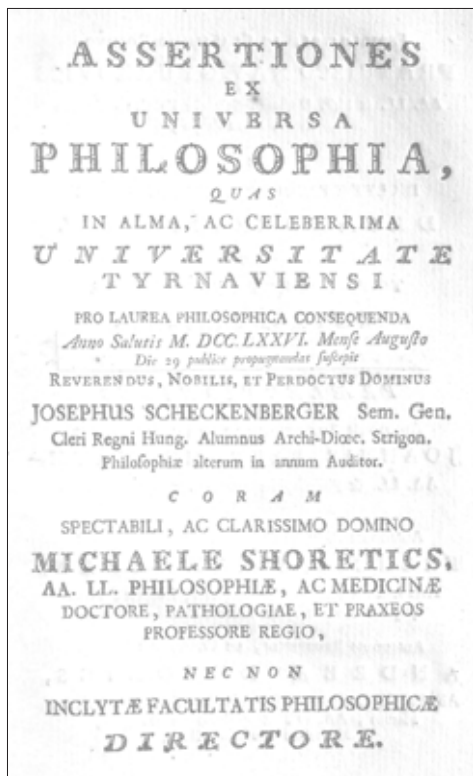 ASSERTIONES
EX
UNIVERSA
PHILOSOPHIA,
QUAS
IN ALMA, AC CELEBERRIMA
UNIVERSITATE
TYRNAVIENSI
PRO LAUREA PHILOSOPHICA CONSEQUENDA
Anno Salutis M. DCC. LXXVI. Mense Augusto
Die 29 publice propugnandas suscepit
REVERENDUS, NOBILIS, ET PERDOCTUS DOMINUS
JOSEPHUS SCHECKENBERGER Sem. Gen.
Cleri Regni Hung. Alumnus Archi-Diœc. Strigon.
Philosophiæ alterum in annum Auditor.
CORAM
SPECTABILI, AC CLARISSIMO DOMINO
MICHAELE SHORETICS,
AA. LL. PHILOSOPHIÆ, AC MEDICINÆ
DOCTORE, PATHOLOGIAE, ET PRAXEOS
PROFESSORE REGIO,
NEC NON
INCLYTÆ FACULTATIS PHILOSOPHICÆ
DIRECTORE.